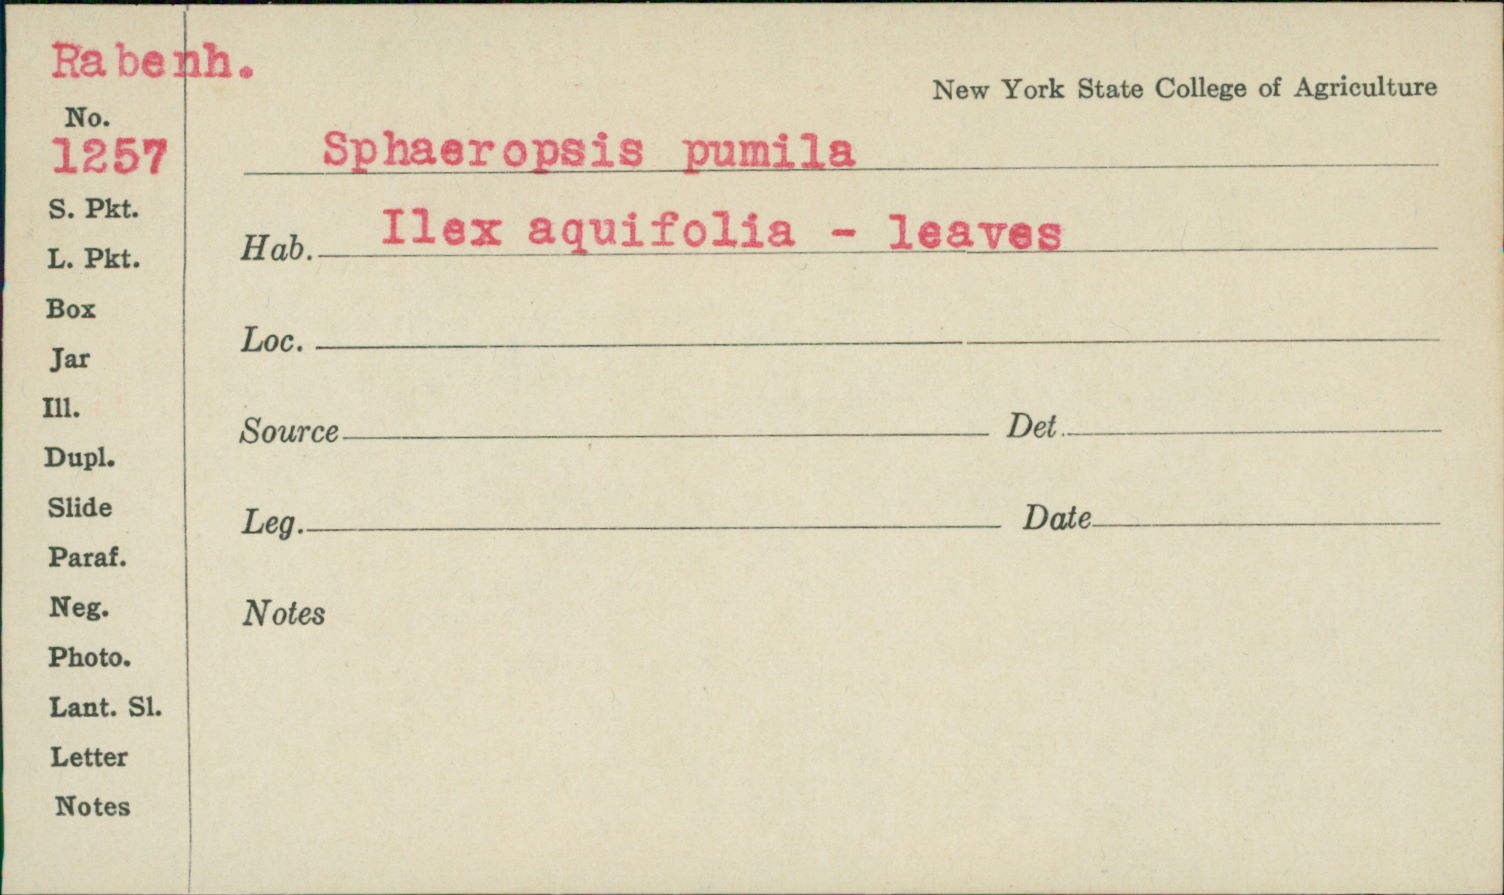 Rabenh.
New York State College of Agriculture
No.
1257
Sphaeropsis pumila
S. Pkt.
Hab. Ilex aquifolia - leaves
L. Pkt.
Box
Loc.
Jar
Ill.
Source Det.
Dupl.
Slide
Leg. Date
Paraf.
Neg.
Notes
Photo.
Lant. Sl.
Letter
Notes